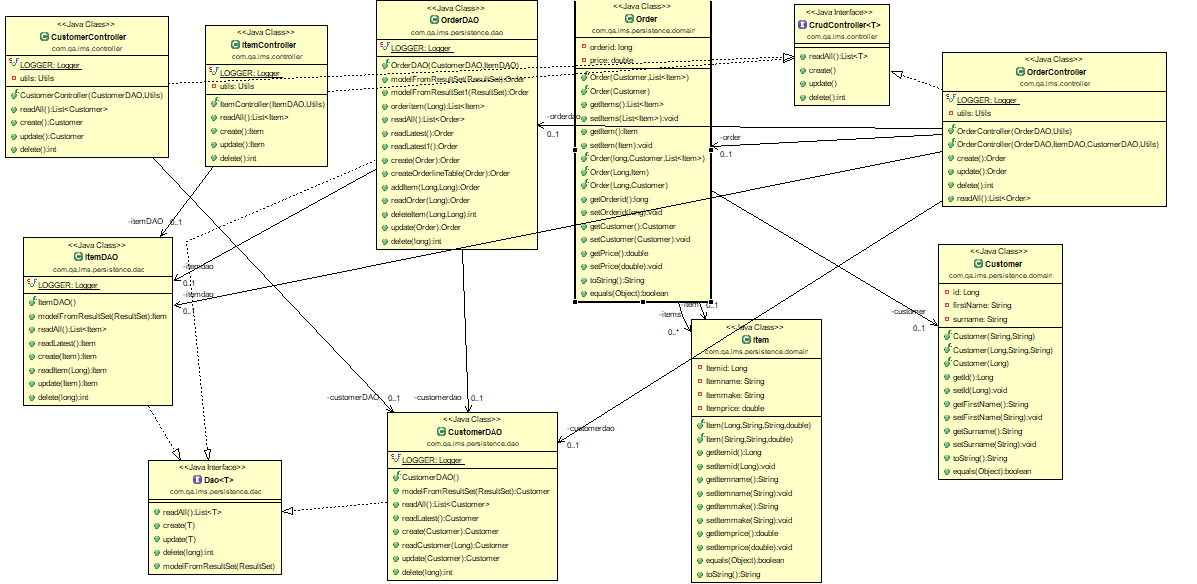 <<Java Class>>
CustomerController
com.qa.ims.controller
LOGGER: Logger
utils: Utils
CustomerController(CustomerDAO,Utils)
readAll():List<Customer>
create():Customer
update():Customer
delete():int
<<Java Class>>
ItemController
com.qa.ims.controller
LOGGER: Logger
utils: Utils
ItemController(ItemDAO,Utils)
readAll():List<Item>
create():Item
update():Item
delete():int
<<Java Class>>
OrderDAO
com.qa.ims.persistence.dao
LOGGER: Logger
OrderDAO(CustomerDAO,ItemDAO)
modelFromResultSet(ResultSet):Order
modelFromResultSet1(ResultSet):Order
orderitem(Long):List<Item>
readAll():List<Order>
readLatest():Order
readLatest1():Order
create(Order):Order
createOrderlineTable(Order):Order
addItem(Long,Long):Order
readOrder(Long):Order
deleteItem(Long,Long):int
update(Order):Order
delete(long):int
<<Java Class>>
Order
com.qa.ims.persistence.domain
orderid: long
price: double
Order(Customer,List<Item>)
Order(Customer)
getItems():List<Item>
setItems(List<Item>):void
getItem():Item
setItem(Item):void
Order(long,Customer,List<Item>)
Order(Long,Item)
Order(Long,Customer)
getOrderid():long
setOrderid(long):void
getCustomer():Customer
setCustomer(Customer):void
getPrice():double
setPrice(double):void
toString():String
equals(Object):boolean
<<Java Interface>>
CrudController<T>
com.qa.ims.controller
readAll():List<T>
create()
update()
delete():int
<<Java Class>>
OrderController
com.qa.ims.controller
LOGGER: Logger
utils: Utils
OrderController(OrderDAO,Utils)
OrderController(OrderDAO,ItemDAO,CustomerDAO,Utils)
create():Order
update():Order
delete():int
readAll():List<Order>
-orderdao
0..1
-order
0..1
-itemDAO
0..1
-itemdao
0..1
-itemdao
0..1
-customerDAO
0..1
-customerdao
0..1
-customerdao
0..1
-items
0..*
-item
0..1
-customer
0..1
<<Java Class>>
ItemDAO
com.qa.ims.persistence.dao
LOGGER: Logger
ItemDAO()
modelFromResultSet(ResultSet):Item
readAll():List<Item>
readLatest():Item
create(Item):Item
readItem(Long):Item
update(Item):Item
delete(long):int
<<Java Interface>>
Dao<T>
com.qa.ims.persistence.dao
readAll():List<T>
create(T)
update(T)
delete(long):int
modelFromResultSet(ResultSet)
<<Java Class>>
CustomerDAO
com.qa.ims.persistence.dao
LOGGER: Logger
CustomerDAO()
modelFromResultSet(ResultSet):Customer
readAll():List<Customer>
readLatest():Customer
create(Customer):Customer
readCustomer(Long):Customer
update(Customer):Customer
delete(long):int
<<Java Class>>
Item
com.qa.ims.persistence.domain
Itemid: Long
Itemname: String
Itemmake: String
Itemprice: double
Item(Long,String,String,double)
Item(String,String,double)
getItemid():Long
setItemid(Long):void
getItemname():String
setItemname(String):void
getItemmake():String
setItemmake(String):void
getItemprice():double
setItemprice(double):void
equals(Object):boolean
toString():String
<<Java Class>>
Customer
com.qa.ims.persistence.domain
id: Long
firstName: String
surname: String
Customer(String,String)
Customer(Long,String,String)
Customer(Long)
getId():Long
setId(Long):void
getFirstName():String
setFirstName(String):void
getSurname():String
setSurname(String):void
toString():String
equals(Object):boolean